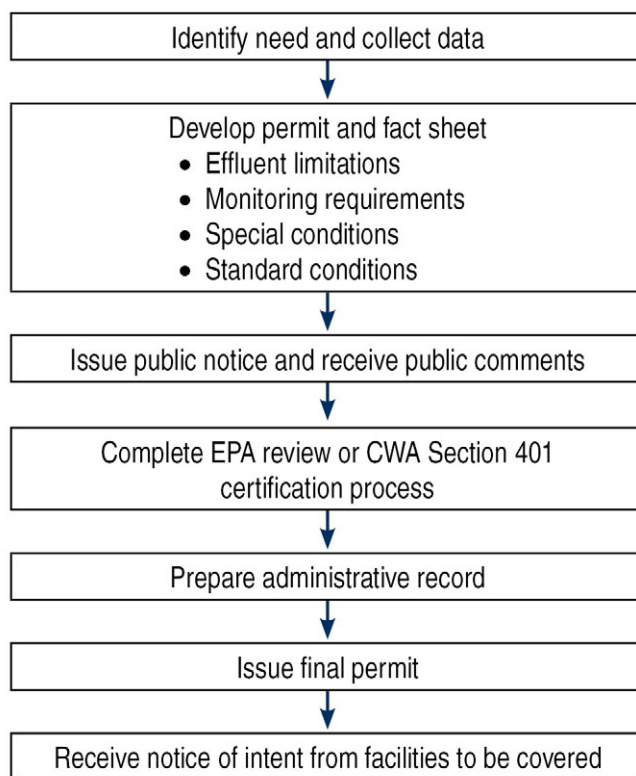 Identify need and collect data
Develop permit and fact sheet
• Effluent limitations
• Monitoring requirements
• Special conditions
• Standard conditions
Issue public notice and receive public comments
Complete EPA review or CWA Section 401
certification process
Prepare administrative record
Issue final permit
Receive notice of intent from facilities to be covered